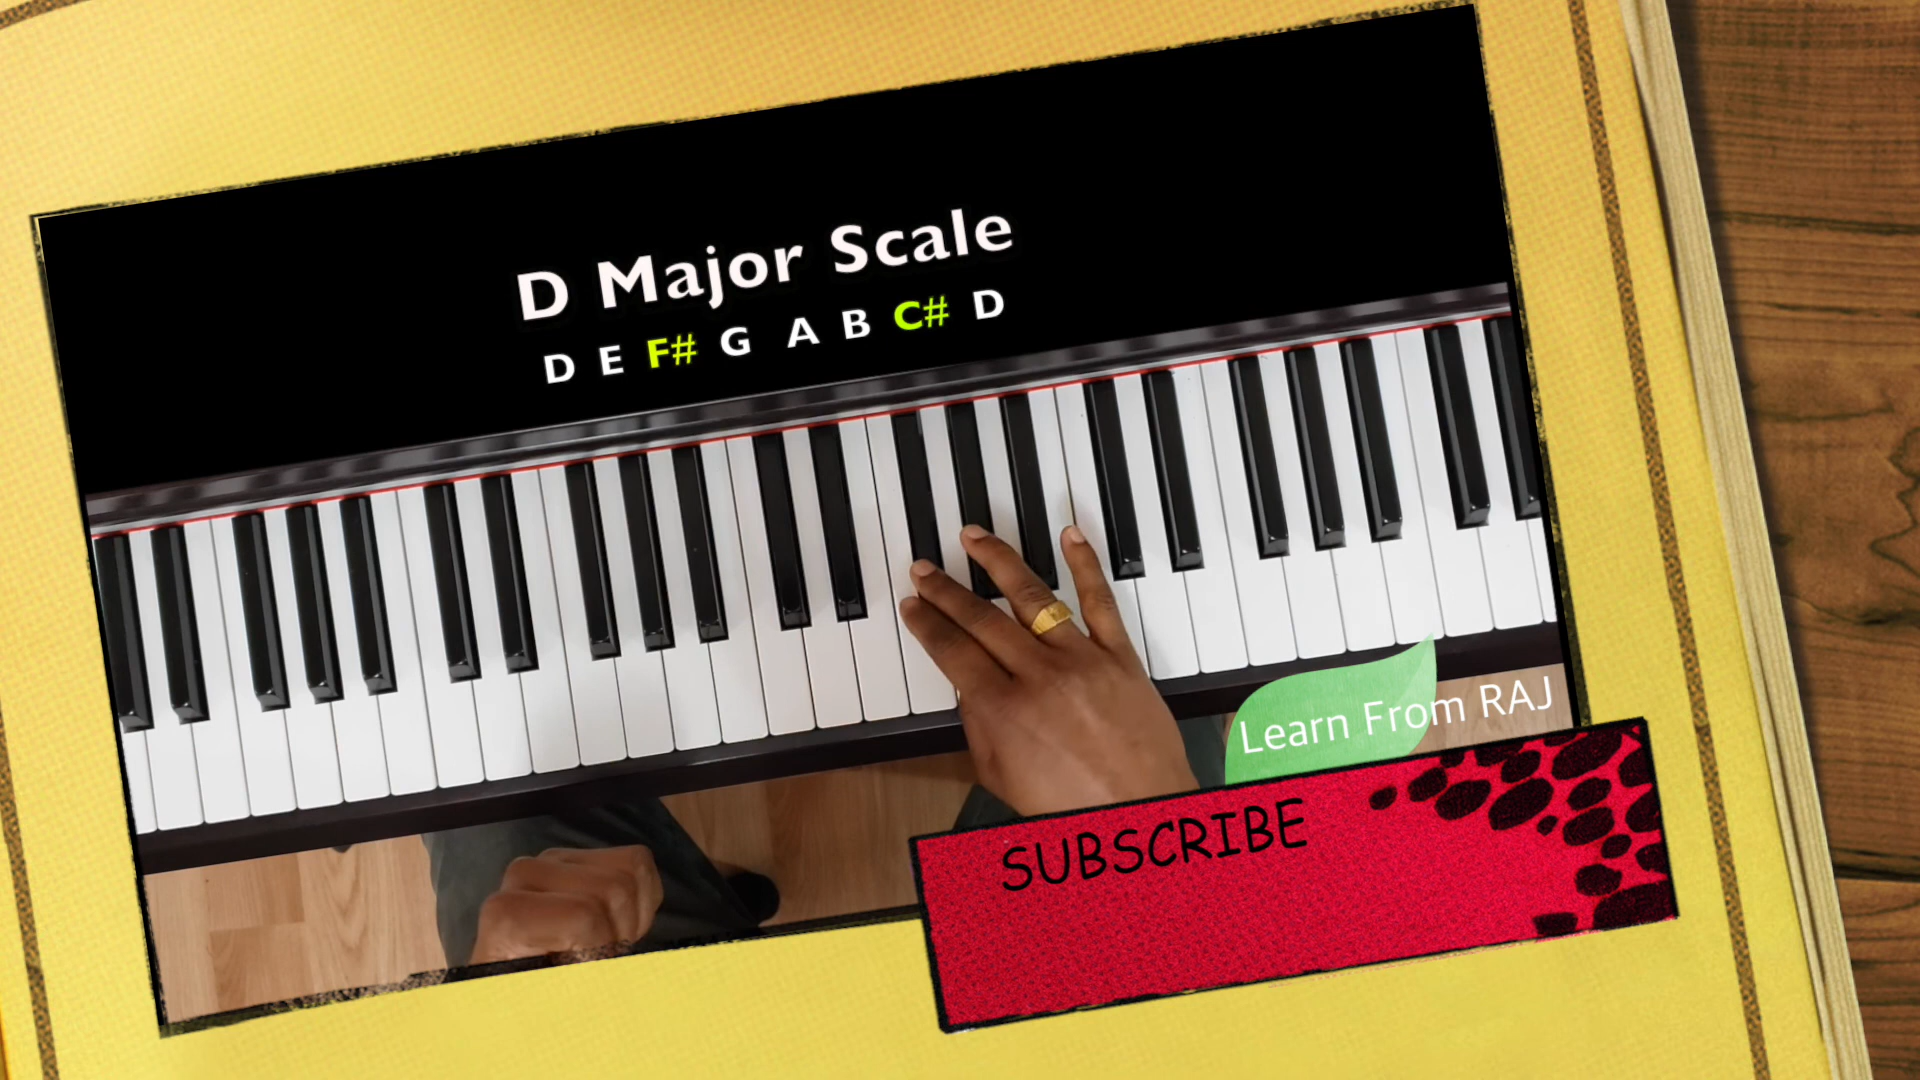 D Major Scale
D E F# G A B C# D
Learn From RAJ
SUBSCRIBE